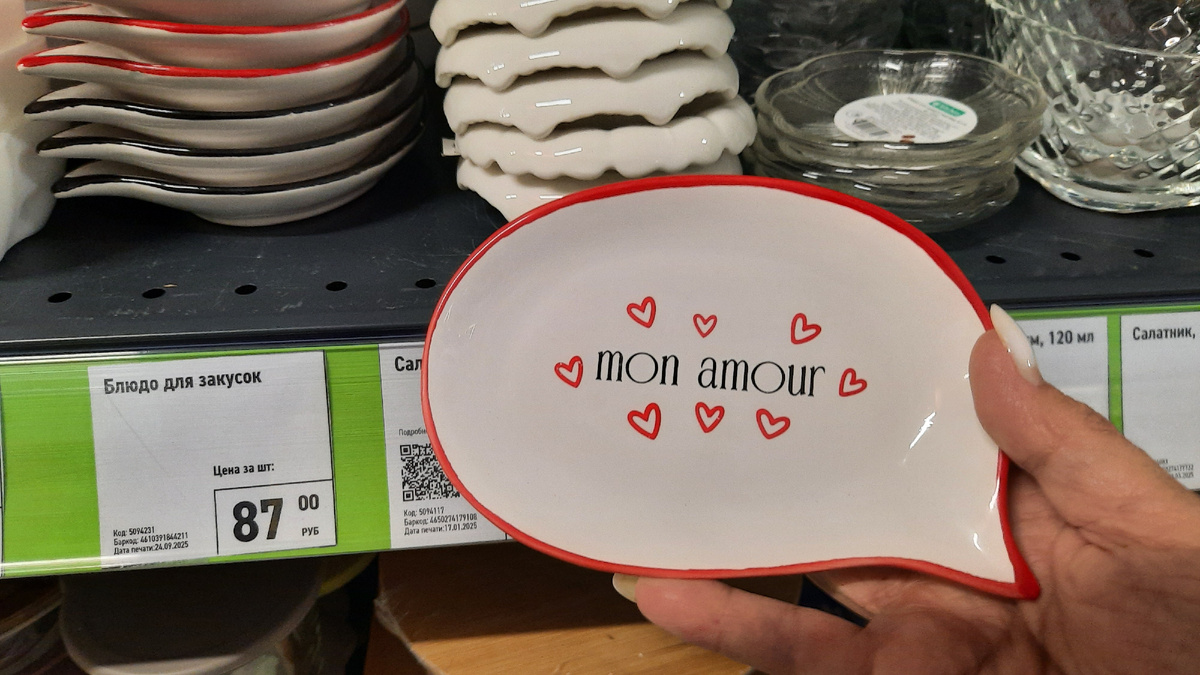 mon amour
Блюдо для закусок
Цена за шт:
87 00
РУБ
Код: 5094231
Баркод: 4610391844211
Дата печати:24.09.2025
Код: 5094117
Баркод: 4650274179108
Дата печати:17.01.2025
120 мл
Салатник,